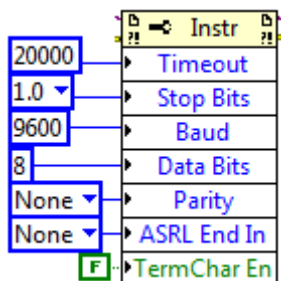 Instr
20000 Timeout
1.0 Stop Bits
9600 Baud
8 Data Bits
None Parity
None ASRL End In
F TermChar En